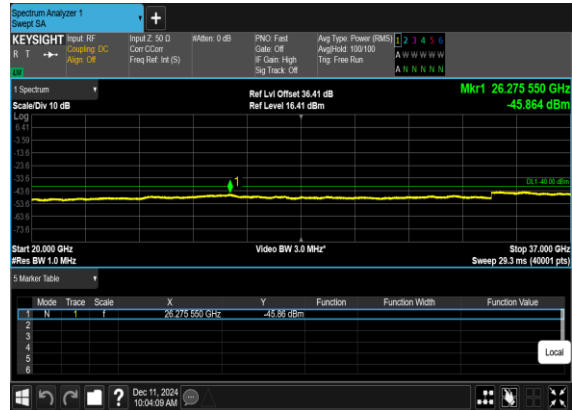 Spectrum Analyzer 1
Swept SA
+
KEYSIGHT
R T
Input: RF
Coupling: DC
Align: Off
Input Z: 50 Ω
Corr CCorr
Freq Ref: Int (S)
#Atten: 0 dB
PNO: Fast
Gate: Off
IF Gain: High
Sig Track: Off
Avg Type: Power (RMS)
Avg|Hold: 100/100
Trig: Free Run
1 2 3 4 5 6
A W W W W W
A N N N N N
1 Spectrum
Scale/Div 10 dB
Ref Lvl Offset 36.41 dB
Ref Level 16.41 dBm
Mkr1 26.275 550 GHz
-45.864 dBm
Log
6.41
-3.59
-13.6
-23.6
-33.6
-43.6
-53.6
-63.6
-73.6
1
DL1 -40.00 dBm
Start 20.000 GHz
#Res BW 1.0 MHz
Video BW 3.0 MHz*
Stop 37.000 GHz
Sweep 29.3 ms (40001 pts)
5 Marker Table
Mode Trace Scale X Y Function Function Width Function Value
1 N 1 f 26.275 550 GHz -45.86 dBm
2
3
4
5
6
Local
?
Dec 11, 2024
10:04:09 AM